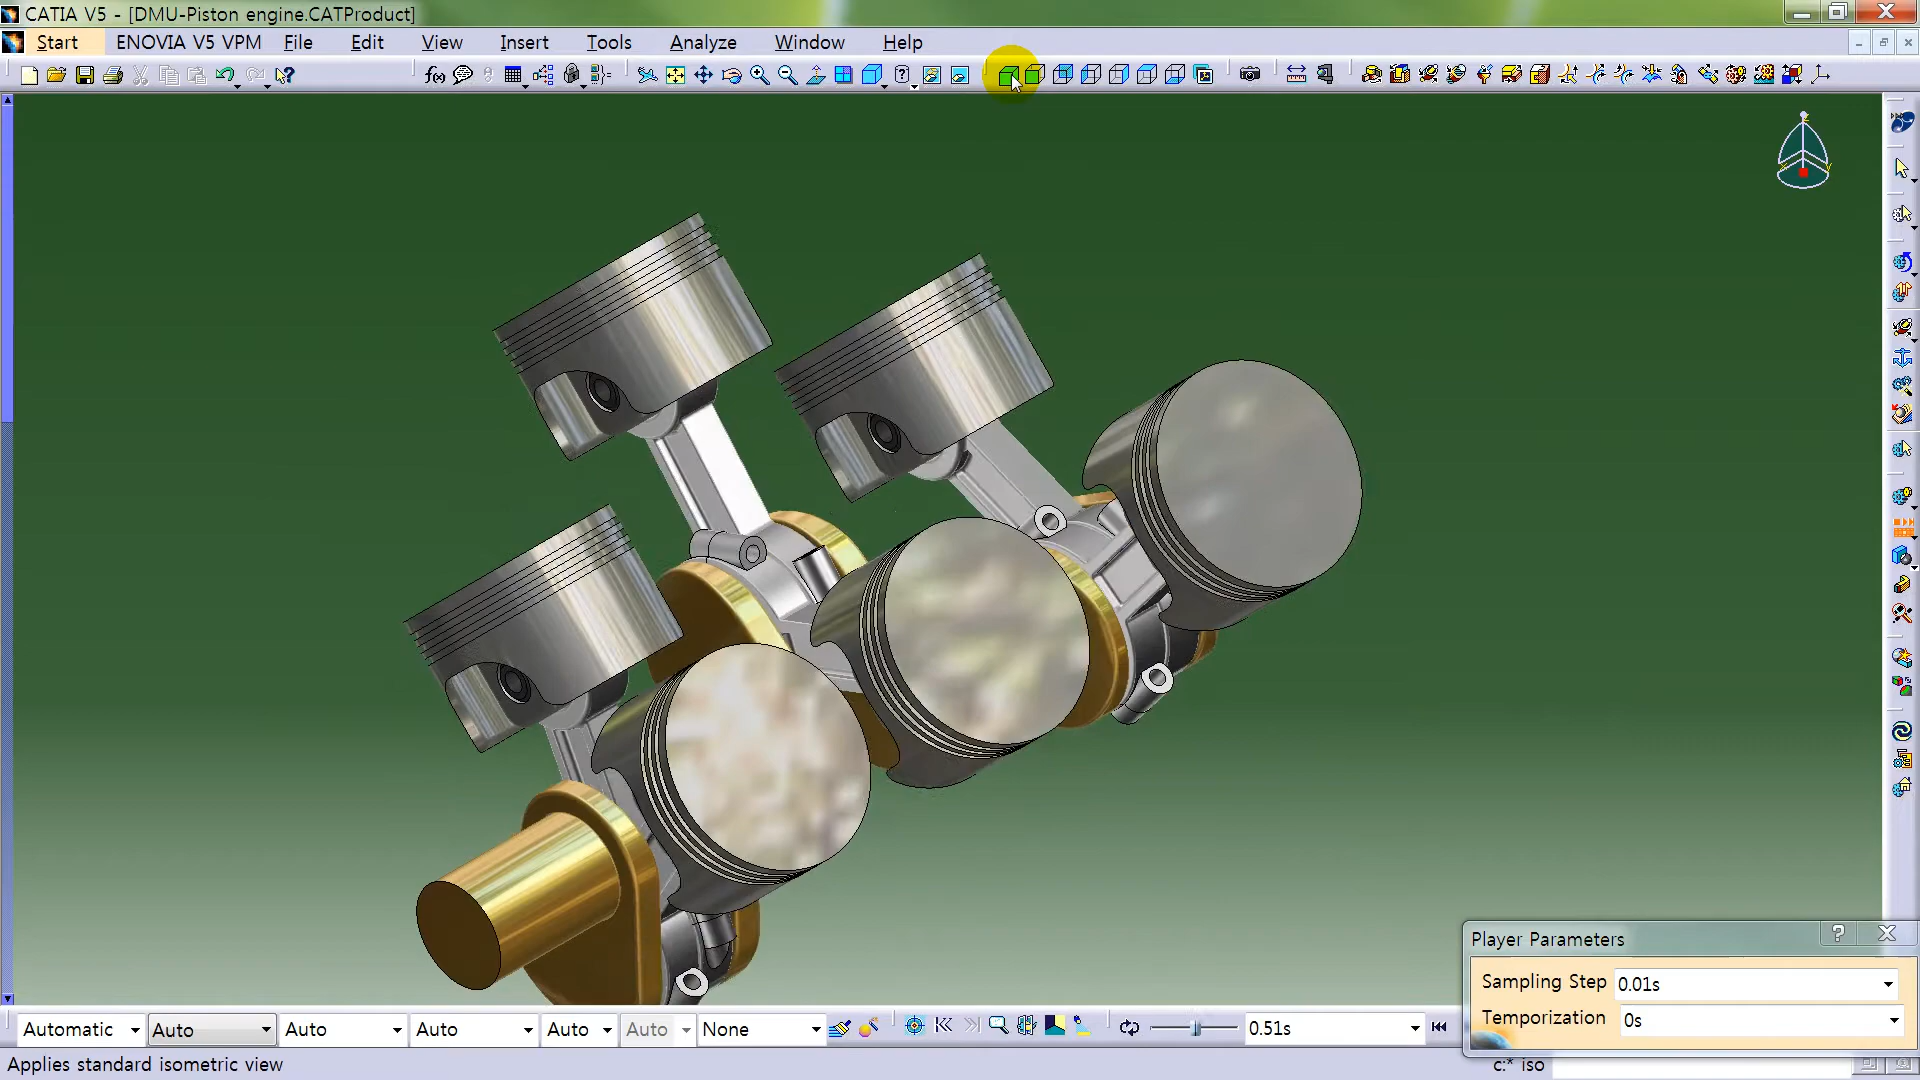 CATIA V5 - [DMU-Piston engine.CATProduct]
Start ENOVIA V5 VPM File Edit View Insert Tools Analyze Window Help
f(x)
Player Parameters
Sampling Step 0.01s
Temporization 0s
Automatic Auto Auto Auto Auto Auto None 0.51s
Applies standard isometric view c:* iso